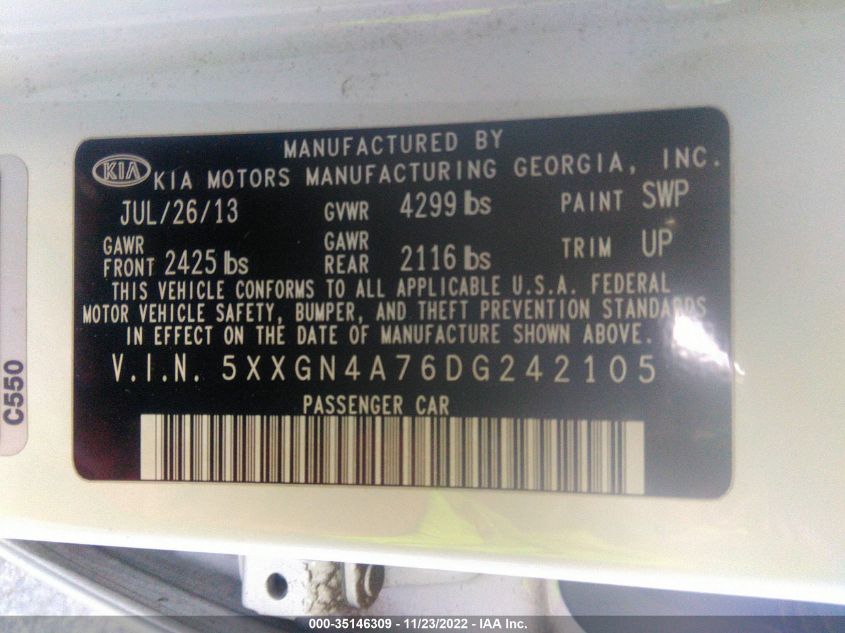 MANUFACTURED BY
KIA KIA MOTORS MANUFACTURING GEORGIA, INC.
JUL/26/13 GVWR 4299 lbs PAINT SWP
GAWR FRONT 2425 lbs GAWR REAR 2116 lbs TRIM UP
THIS VEHICLE CONFORMS TO ALL APPLICABLE U.S.A. FEDERAL
MOTOR VEHICLE SAFETY, BUMPER, AND THEFT PREVENTION STANDARDS
IN EFFECT ON THE DATE OF MANUFACTURE SHOWN ABOVE.
V.I.N. 5XXGN4A76DG242105
PASSENGER CAR
C550
000-35146309 - 11/23/2022 - IAA Inc.